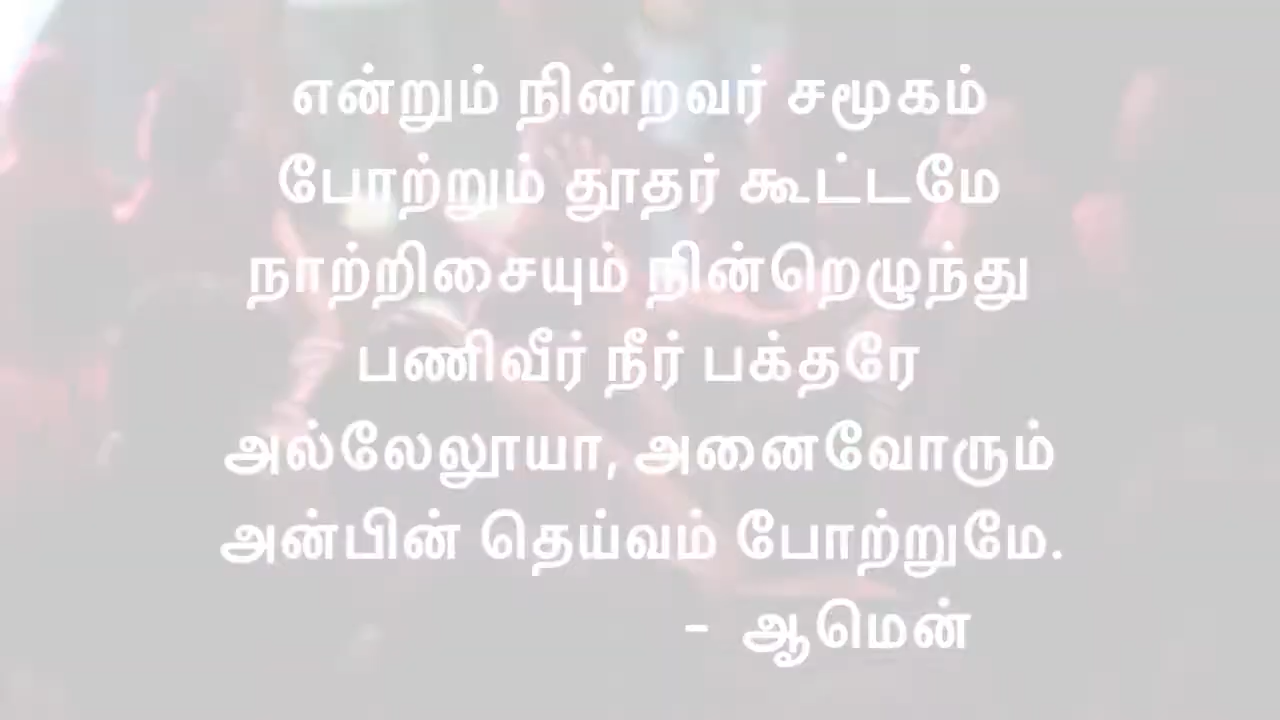 என்றும் நின்றவர் சமூகம்
போற்றும் தூதர் கூட்டமே
நாற்றிசையும் நின்றெழுந்து
பணிவீர் நீர் பக்தரே
அல்லேலூயா, அனைவோரும்
அன்பின் தெய்வம் போற்றுமே.
- ஆமென்